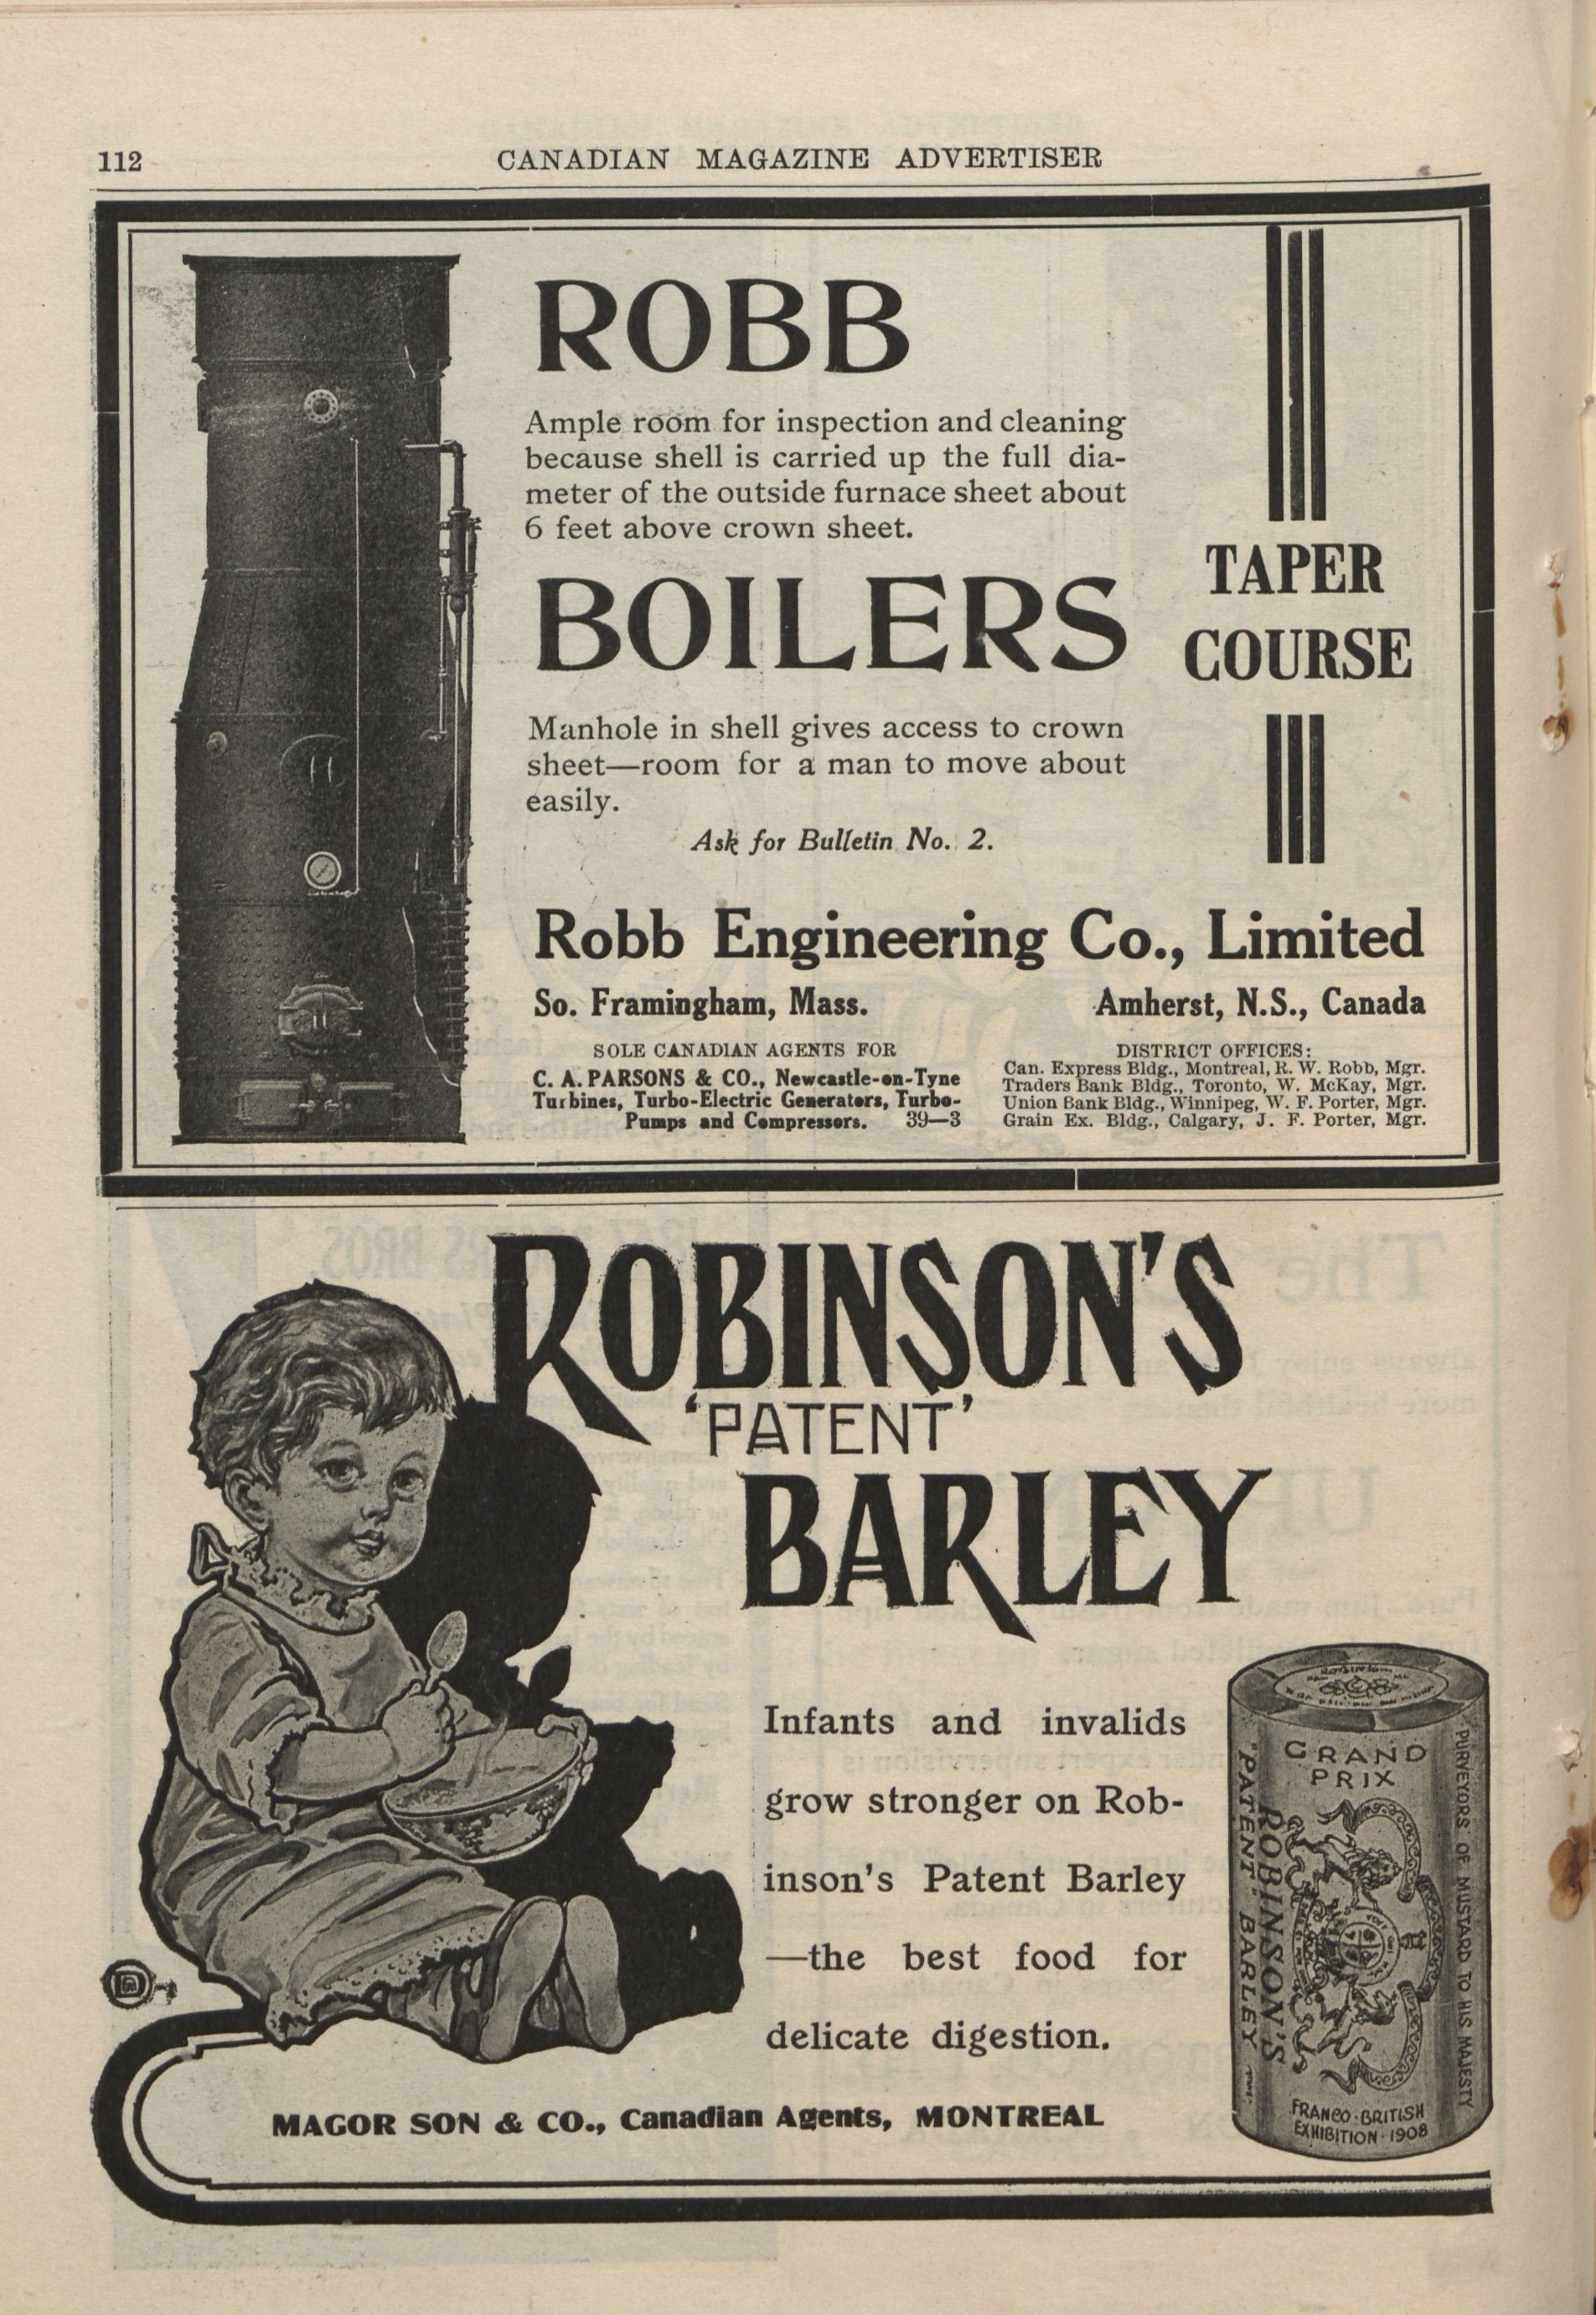 112
CANADIAN MAGAZINE ADVERTISER
ROBB
Ample room for inspection and cleaning
because shell is carried up the full dia-
meter of the outside furnace sheet about
6 feet above crown sheet.
BOILERS
TAPER
COURSE
Manhole in shell gives access to crown
sheet—room for a man to move about
easily.
Ask for Bulletin No. 2.
Robb Engineering Co., Limited
So. Framingham, Mass.
Amherst, N.S., Canada
SOLE CANADIAN AGENTS FOR
C. A. PARSONS & CO., Newcastle-on-Tyne
Turbines, Turbo-Electric Generators, Turbo-
Pumps and Compressors. 39—3
DISTRICT OFFICES:
Can. Express Bldg., Montreal, R. W. Robb, Mgr.
Traders Bank Bldg., Toronto, W. McKay, Mgr.
Union Bank Bldg., Winnipeg, W. F. Porter, Mgr.
Grain Ex. Bldg., Calgary, J. F. Porter, Mgr.
ROBINSON'S
'PATENT'
BARLEY
Infants and invalids
grow stronger on Rob-
inson's Patent Barley
—the best food for
delicate digestion.
GRAND
PRIX
"PATENT" BARLEY
ROBINSON'S
PURVEYORS OF MUSTARD TO HIS MAJESTY
FRANCO-BRITISH
EXHIBITION·1908
MAGOR SON & CO., Canadian Agents, MONTREAL